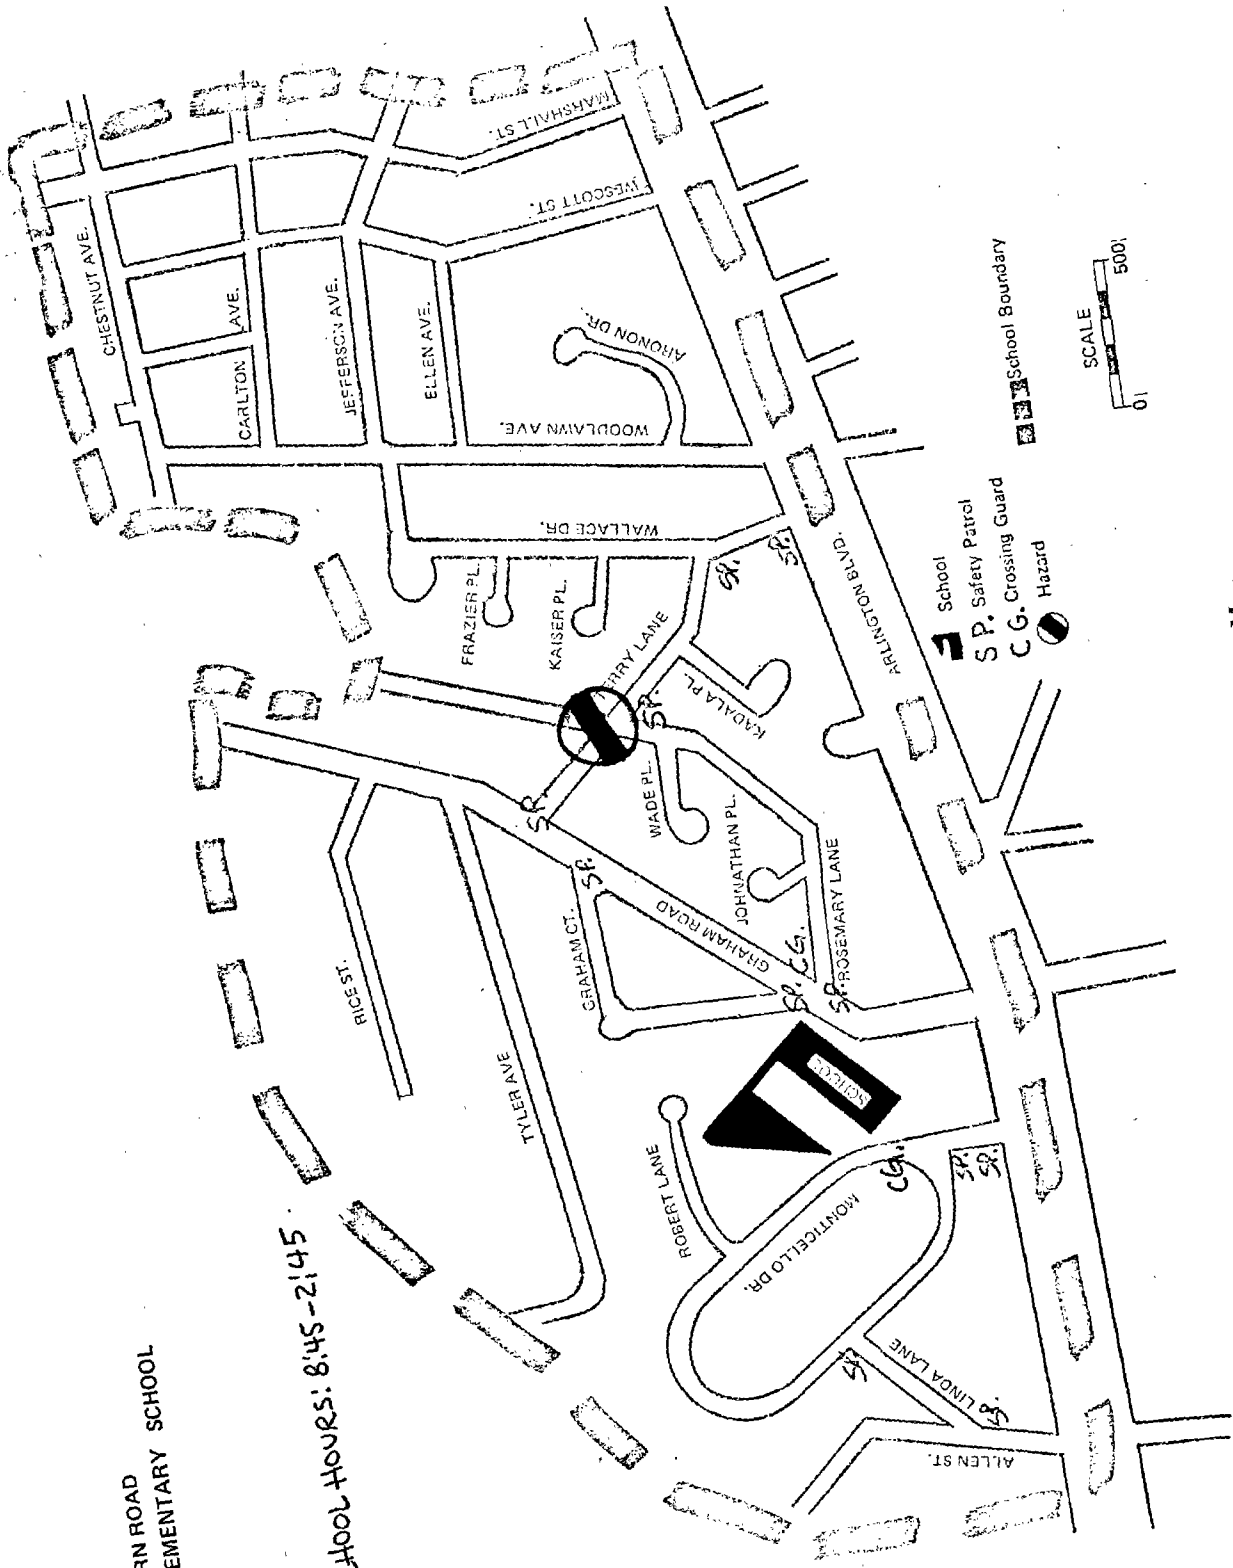 RN ROAD
EMENTARY SCHOOL
HOOL HOURS: 8:45-2:45
CHESTNUT AVE.
CARLTON AVE.
JEFFERSON AVE.
ELLEN AVE.
MARSHALL ST.
WESCOTT ST.
ARONON DR.
WOODLAWN AVE.
WALLACE DR.
FRAZIER PL.
KAISER PL.
RRY LANE
KADALA PL.
WADE PL.
JOHNATHAN PL.
ROSEMARY LANE
GRAHAM ROAD
GRAHAM CT.
RICE ST.
TYLER AVE
ROBERT LANE
MONTICELLO DR.
LINDA LANE
ALLEN ST.
ARLINGTON BLVD.
SCHOOL
S.P.
S.P.
S.P.
S.P.
S.P.
S.P.
C.G.
S.P.
C.G.
S.P.
S.P.
S.P.
S.P.
School
S.P. Safety Patrol
C.G. Crossing Guard
Hazard
School Boundary
SCALE
0 500'